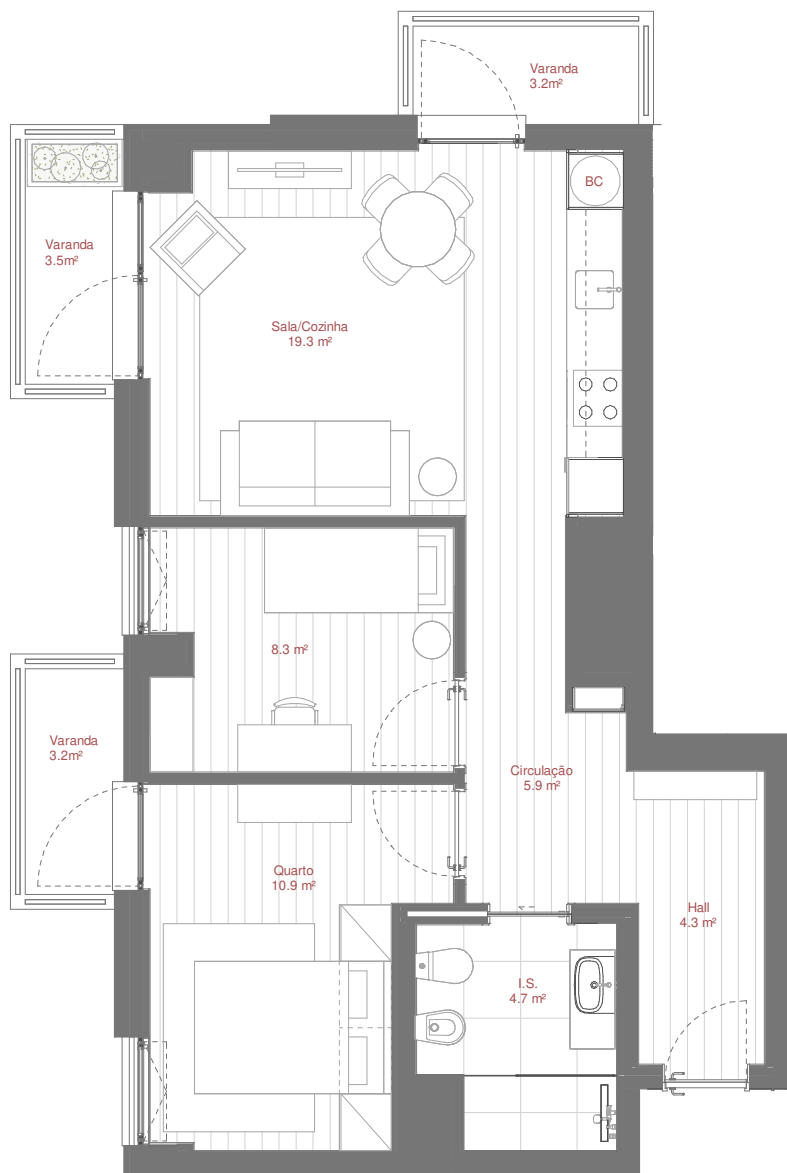 Varanda
3.2m²
BC
Varanda
3.5m²
Sala/Cozinha
19.3 m²
8.3 m²
Varanda
3.2m²
Circulação
5.9 m²
Quarto
10.9 m²
Hall
4.3 m²
I.S.
4.7 m²